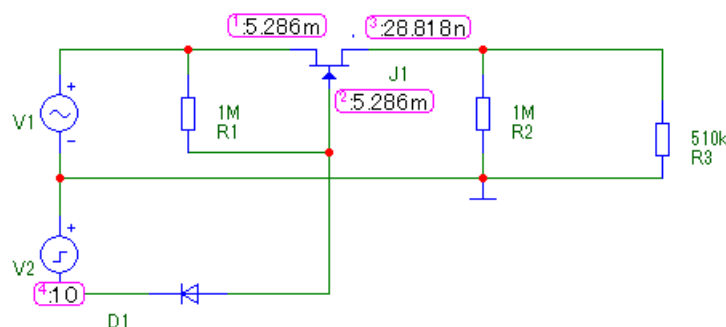 1:5.286m
3:28.818n
+
J1
2:5.286m
V1
1M
R1
1M
R2
510k
R3
−
+
V2
4:10
D1